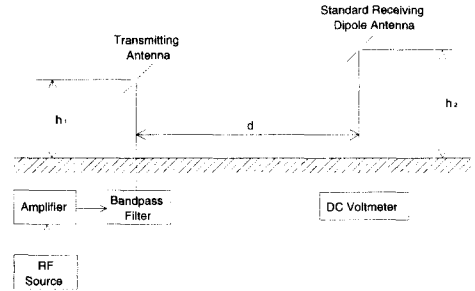 Standard Receiving
Dipole Antenna
Transmitting
Antenna
h1
d
h2
Amplifier
Bandpass
Filter
DC Voltmeter
RF
Source